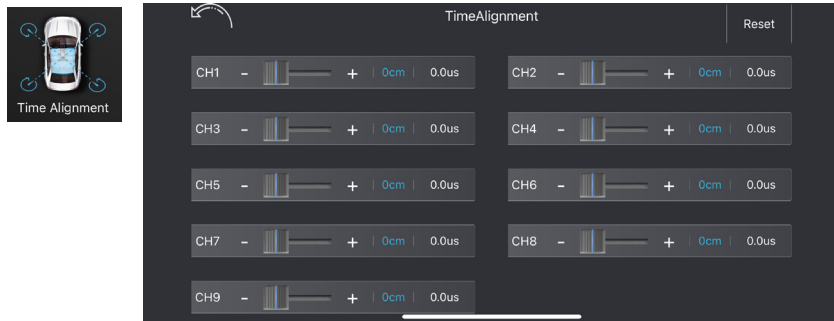 Time Alignment
TimeAlignment
Reset
CH1 - + | 0cm | 0.0us
CH2 - + | 0cm | 0.0us
CH3 - + | 0cm | 0.0us
CH4 - + | 0cm | 0.0us
CH5 - + | 0cm | 0.0us
CH6 - + | 0cm | 0.0us
CH7 - + | 0cm | 0.0us
CH8 - + | 0cm | 0.0us
CH9 - + | 0cm | 0.0us